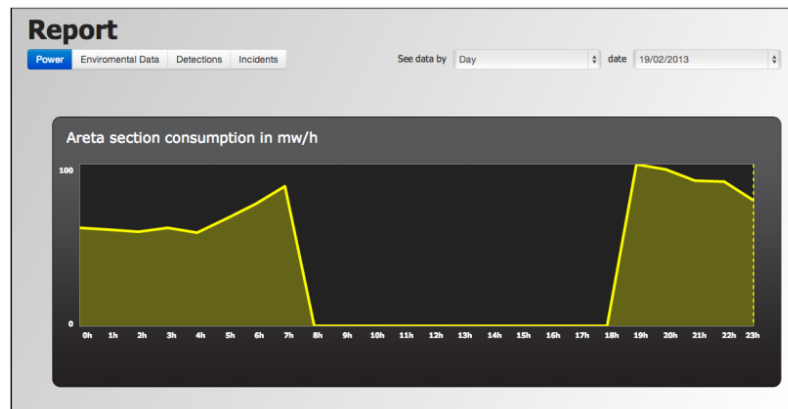 Report
Power Enviromental Data Detections Incidents See data by Day date 19/02/2013
Areta section consumption in mw/h
100
0
0h 1h 2h 3h 4h 5h 6h 7h 8h 9h 10h 11h 12h 13h 14h 15h 16h 17h 18h 19h 20h 21h 22h 23h